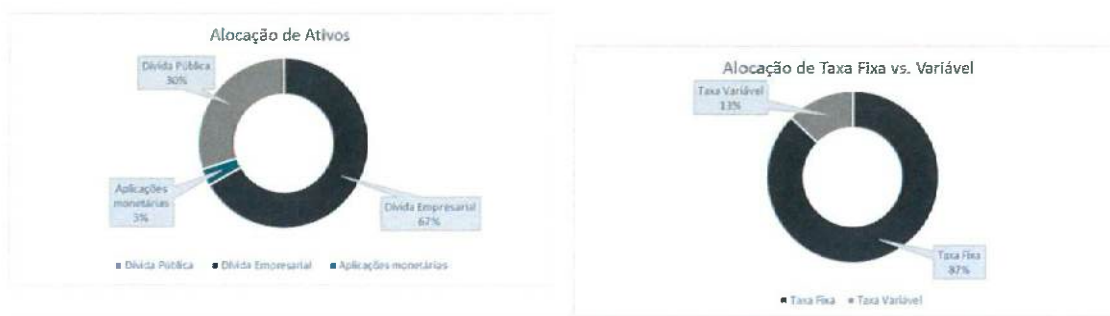 Alocação de Ativos
Dívida Pública
30%
Aplicações
monetárias
3%
Dívida Empresarial
67%
Dívida Pública
Dívida Empresarial
Aplicações monetárias
Alocação de Taxa Fixa vs. Variável
Taxa Variável
13%
Taxa Fixa
87%
Taxa Fixa
Taxa Variável